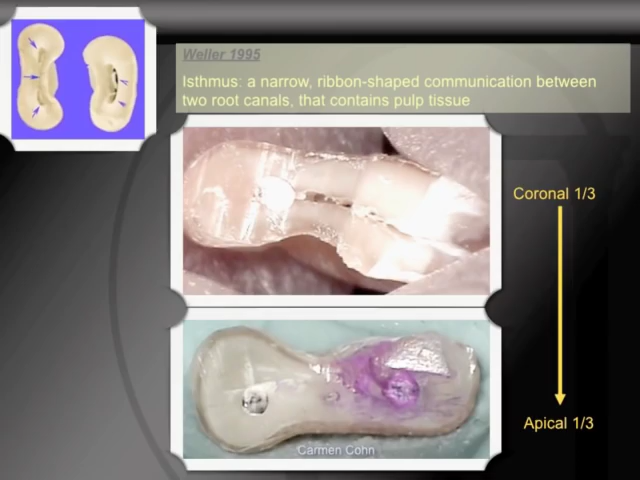 Weller 1995
Isthmus: a narrow, ribbon-shaped communication between
two root canals, that contains pulp tissue
Coronal 1/3
Apical 1/3
Carmen Cohn